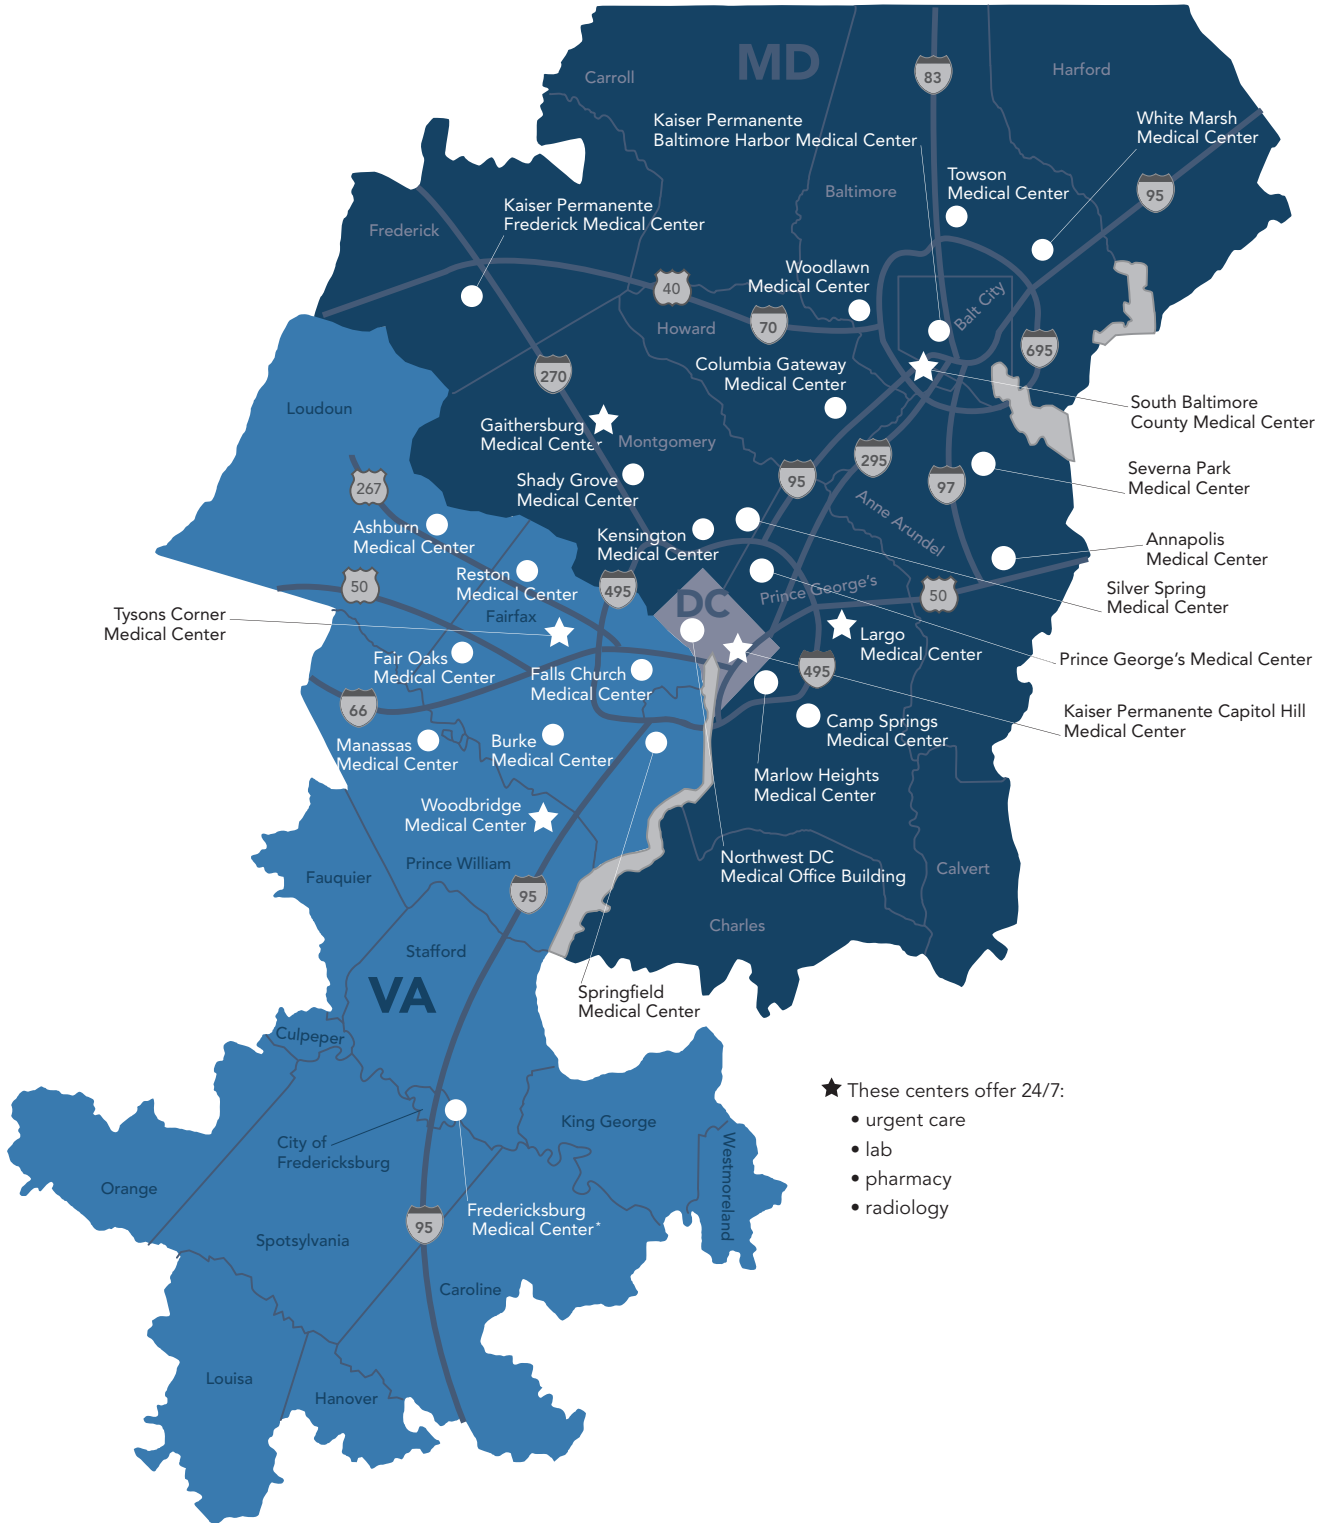 MD
Carroll
Harford
83
Kaiser Permanente
Baltimore Harbor Medical Center
White Marsh
Medical Center
Towson
Medical Center
Baltimore
95
Kaiser Permanente
Frederick Medical Center
Frederick
Woodlawn
Medical Center
40
Howard
70
Balt City
695
Columbia Gateway
Medical Center
270
Loudoun
South Baltimore
County Medical Center
Gaithersburg
Medical Center
Montgomery
Shady Grove
Medical Center
295
95
97
Severna Park
Medical Center
267
Anne Arundel
Ashburn
Medical Center
Kensington
Medical Center
Annapolis
Medical Center
Reston
Medical Center
50
495
DC
Prince George's
50
Silver Spring
Medical Center
Fairfax
Tysons Corner
Medical Center
Largo
Medical Center
Fair Oaks
Medical Center
Falls Church
Medical Center
495
Prince George's Medical Center
66
Kaiser Permanente Capitol Hill
Medical Center
Camp Springs
Medical Center
Manassas
Medical Center
Burke
Medical Center
Marlow Heights
Medical Center
Woodbridge
Medical Center
Prince William
Fauquier
Northwest DC
Medical Office Building
Calvert
95
Charles
Stafford
VA
Springfield
Medical Center
Culpeper
★ These centers offer 24/7:
• urgent care
• lab
• pharmacy
• radiology
King George
City of
Fredericksburg
Westmoreland
Orange
Fredericksburg
Medical Center*
95
Spotsylvania
Caroline
Louisa
Hanover